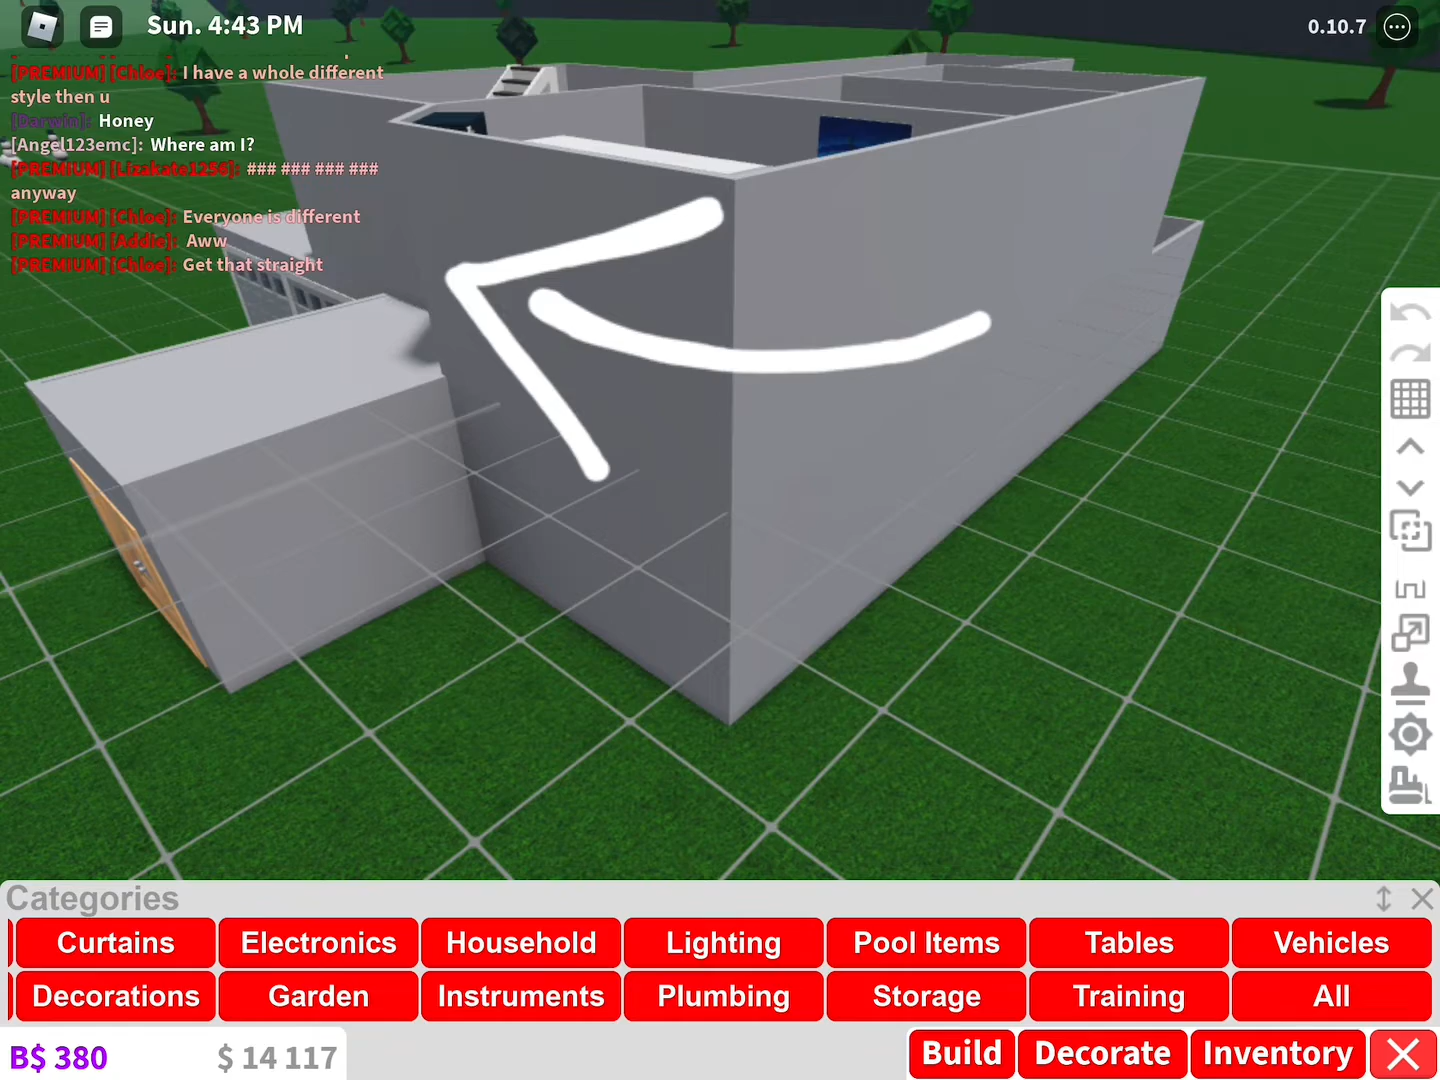 Sun. 4:43 PM
0.10.7
[PREMIUM] [Chloe]: I have a whole different
style then u
[Darwin]: Honey
[Angel123emc]: Where am I?
[PREMIUM] [Lizakate1256]: ### ### ### ###
anyway
[PREMIUM] [Chloe]: Everyone is different
[PREMIUM] [Addie]: Aww
[PREMIUM] [Chloe]: Get that straight
Categories
Curtains Electronics Household Lighting Pool Items Tables Vehicles
Decorations Garden Instruments Plumbing Storage Training All
B$ 380 $ 14 117 Build Decorate Inventory